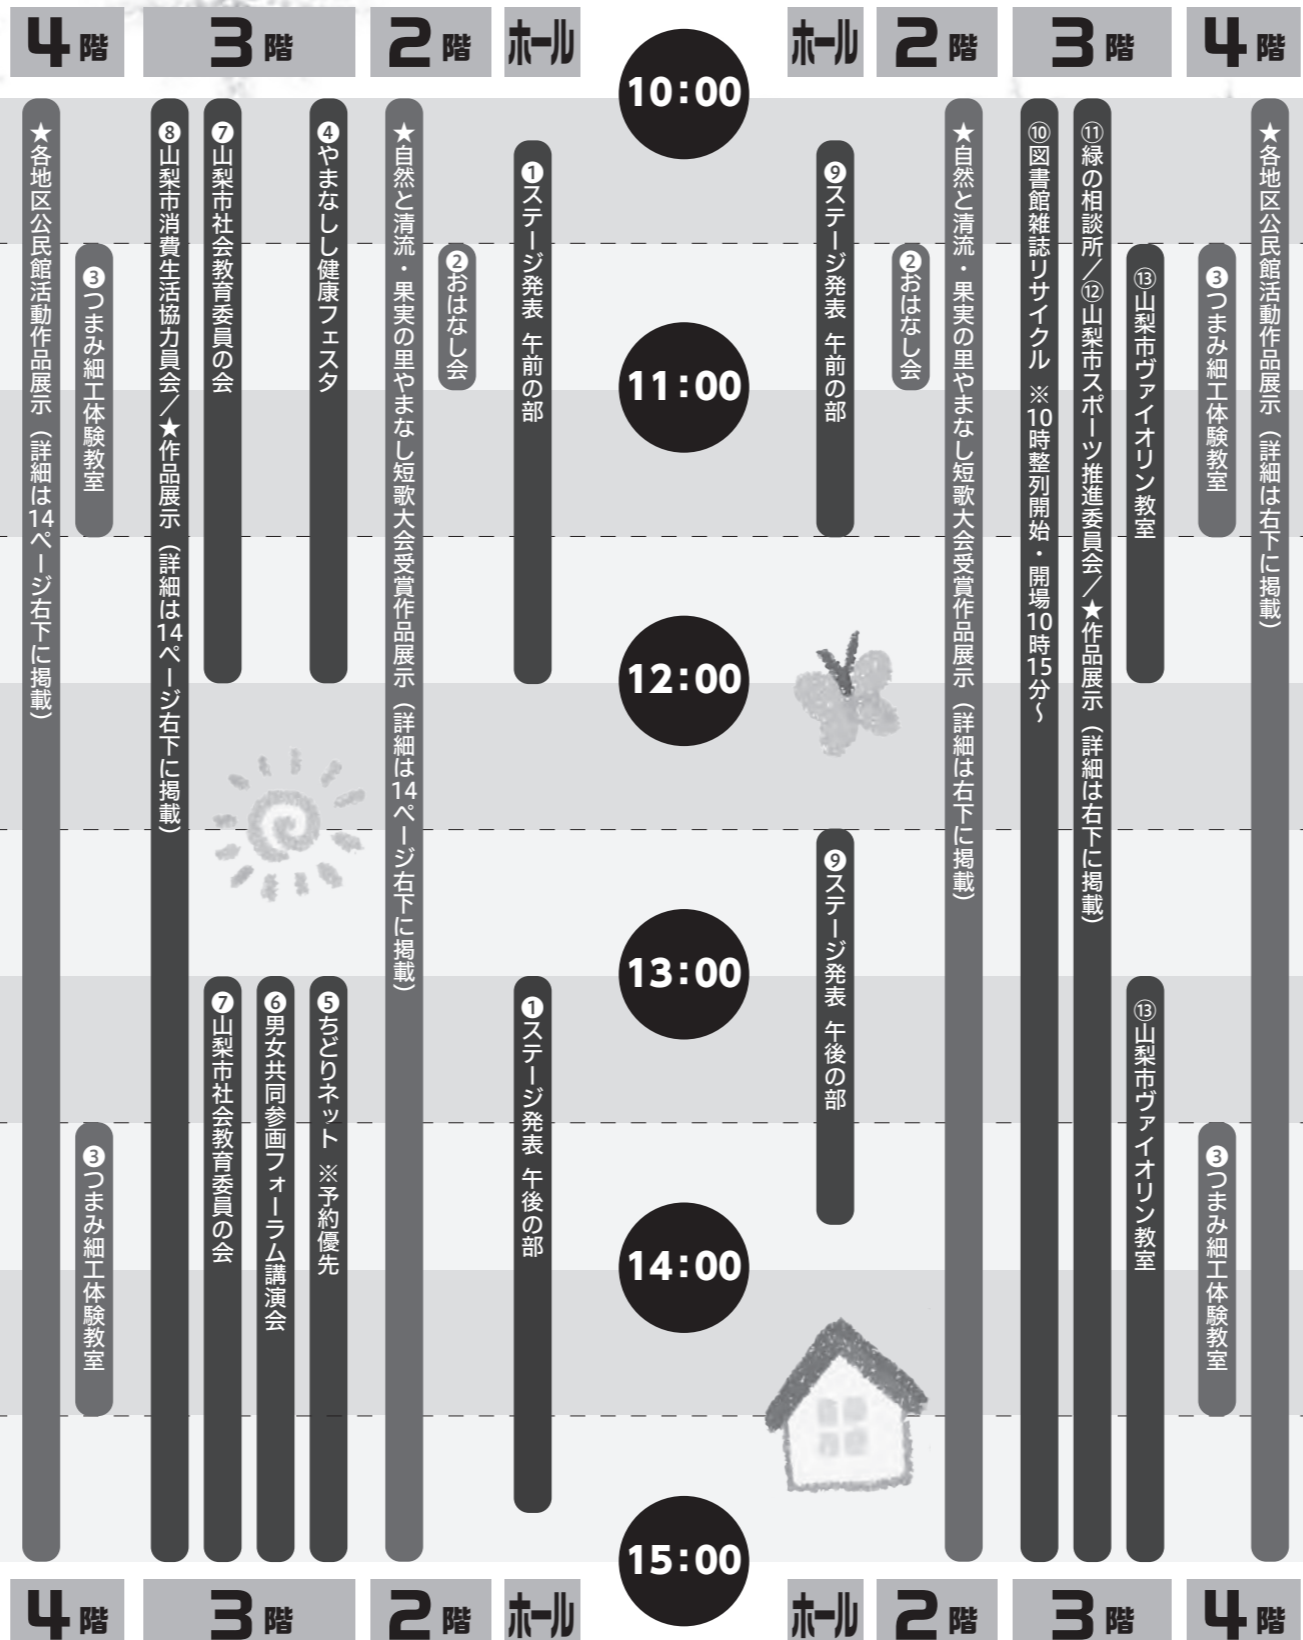 4階
3階
2階
ホール
ホール
2階
3階
4階
10:00
11:00
12:00
13:00
14:00
15:00
★各地区公民館活動作品展示（詳細は右下に掲載）
❸つまみ細工体験教室
❸つまみ細工体験教室
⑬山梨市ヴァイオリン教室
⑬山梨市ヴァイオリン教室
⑪緑の相談所／⑫山梨市スポーツ推進委員会／★作品展示（詳細は右下に掲載）
⑩図書館雑誌リサイクル ※10時整列開始・開場10時15分～
★自然と清流・果実の里やまなし短歌大会受賞作品展示（詳細は右下に掲載）
❷おはなし会
❾ステージ発表 午前の部
❾ステージ発表 午後の部
❶ステージ発表 午前の部
❶ステージ発表 午後の部
❷おはなし会
★自然と清流・果実の里やまなし短歌大会受賞作品展示（詳細は14ページ右下に掲載）
❹やまなしし健康フェスタ
❺ちどりネット ※予約優先
❻男女共同参画フォーラム講演会
❼山梨市社会教育委員の会
❼山梨市社会教育委員の会
❽山梨市消費生活協力員会／★作品展示（詳細は14ページ右下に掲載）
❸つまみ細工体験教室
❸つまみ細工体験教室
★各地区公民館活動作品展示（詳細は14ページ右下に掲載）
4階
3階
2階
ホール
ホール
2階
3階
4階